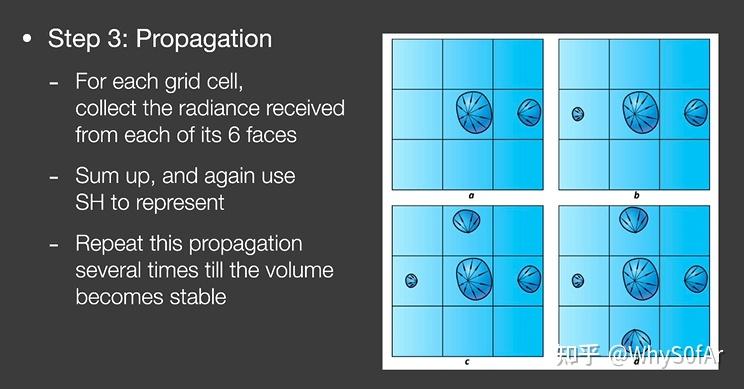 • Step 3: Propagation
- For each grid cell,
collect the radiance received
from each of its 6 faces
- Sum up, and again use
SH to represent
- Repeat this propagation
several times till the volume
becomes stable
a
b
c
d
知乎 @WhyS0fAr